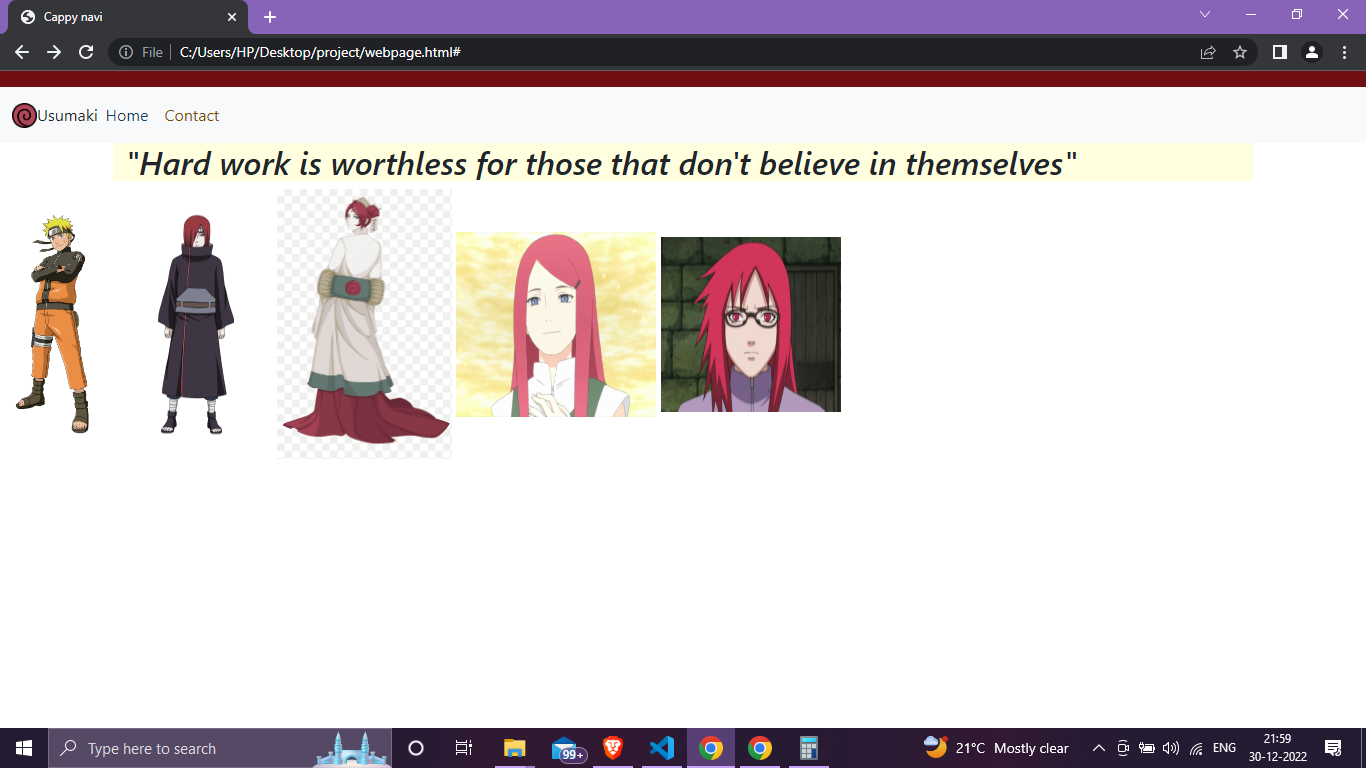 Cappy navi
File C:/Users/HP/Desktop/project/webpage.html#
Usumaki Home Contact
"Hard work is worthless for those that don't believe in themselves"
Type here to search
99+
21°C Mostly clear
ENG
21:59
30-12-2022